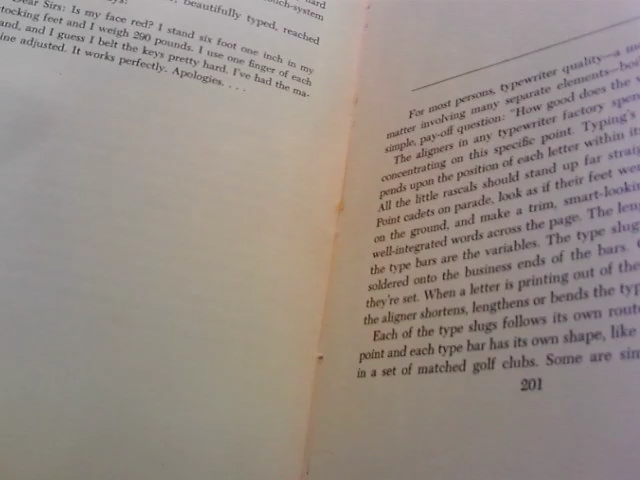 hard
ouch-system
, beautifully typed, reached
Dear Sirs: Is my face red? I stand six foot one inch in my
tocking feet and I weigh 290 pounds. I use one finger of each
and, and I guess I belt the keys pretty hard. I've had the ma-
ine adjusted. It works perfectly. Apologies. . . .
For most persons, typewriter quality—a
matter involving many separate elements—boi
simple, pay-off question: "How good does the
The aligners in any typewriter factory spen
concentrating on this specific point. Typing's
pends upon the position of each letter within
All the little rascals should stand up far straig
Point cadets on parade, look as if their feet we
on the ground, and make a trim, smart-looki
well-integrated words across the page. The len
the type bars are the variables. The type slug
soldered onto the business ends of the bars.
they're set. When a letter is printing out of the
the aligner shortens, lengthens or bends the typ
Each of the type slugs follows its own rout
point and each type bar has its own shape, like
in a set of matched golf clubs. Some are sim
201